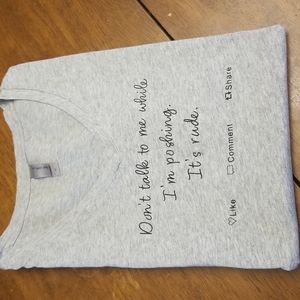 Don't talk to me while
I'm poshing.
It's rude.
Like Comment Share